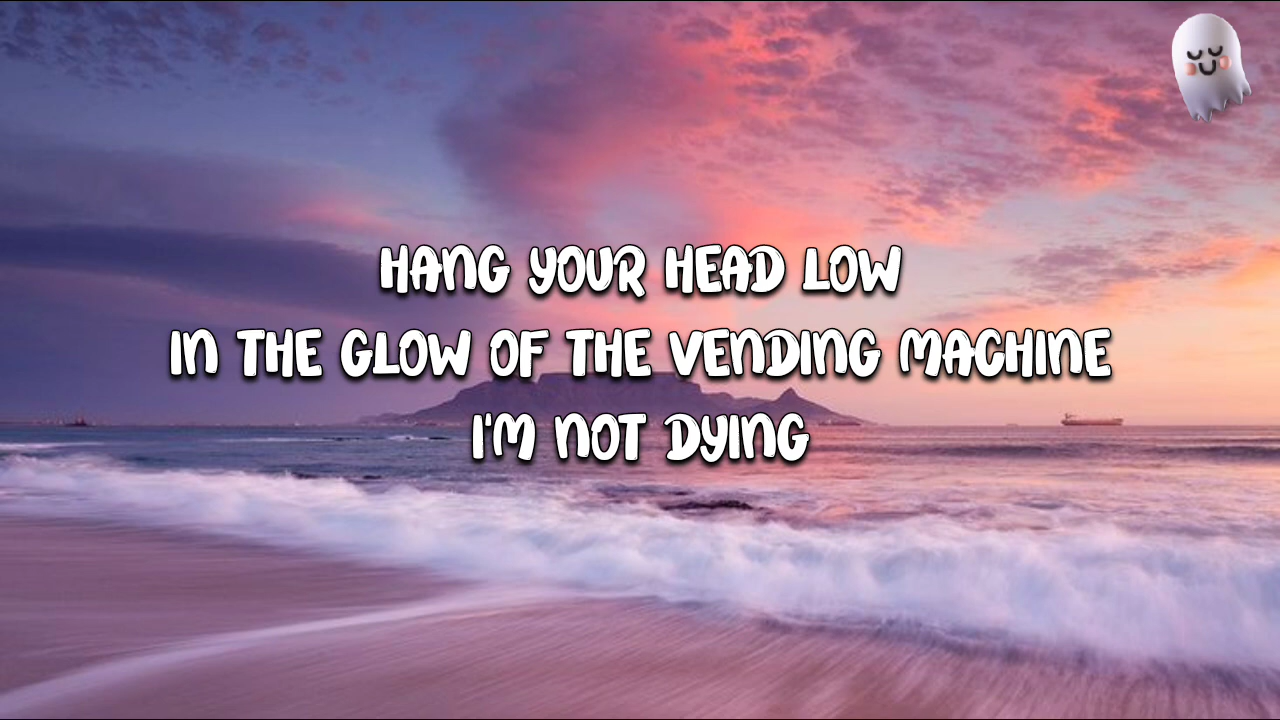 HANG YOUR HEAD LOW
IN THE GLOW OF THE VENDING MACHINE
I'M NOT DYING